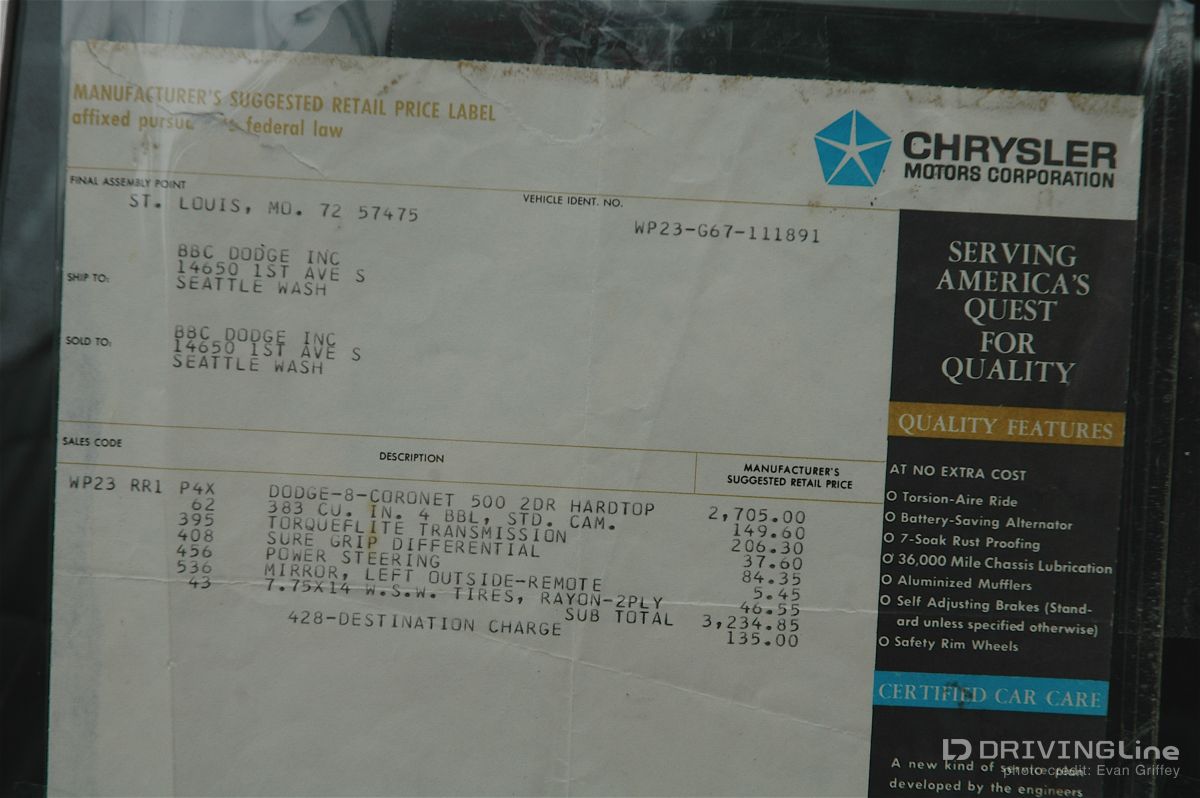 MANUFACTURER'S SUGGESTED RETAIL PRICE LABEL
affixed federal law
CHRYSLER
MOTORS CORPORATION
FINAL ASSEMBLY POINT
ST. LOUIS, MO. 72 57475
VEHICLE IDENT. NO.
WP23-G67-111891
SHIP TO:
BBC DODGE INC
14650 1ST AVE S
SEATTLE WASH
SOLD TO:
BBC DODGE INC
14650 1ST AVE S
SEATTLE WASH
SERVING
AMERICA'S
QUEST
FOR
QUALITY
SALES CODE
DESCRIPTION
MANUFACTURER'S
SUGGESTED RETAIL PRICE
WP23 RR1 P4X DODGE-8-CORONET 500 2DR HARDTOP 2,705.00
62 383 CU. IN. 4 BBL, STD. CAM. 149.60
395 TORQUEFLITE TRANSMISSION 206.30
408 SURE GRIP DIFFERENTIAL 37.60
456 POWER STEERING 84.35
536 MIRROR, LEFT OUTSIDE-REMOTE 5.45
43 7.75X14 W.S.W. TIRES, RAYON-2PLY 46.55
SUB TOTAL 3,234.85
428-DESTINATION CHARGE 135.00
QUALITY FEATURES
AT NO EXTRA COST
O Torsion-Aire Ride
O Battery-Saving Alternator
O 7-Soak Rust Proofing
O 36,000 Mile Chassis Lubrication
O Aluminized Mufflers
O Self Adjusting Brakes (Stand-
ard unless specified otherwise)
O Safety Rim Wheels
CERTIFIED CAR CARE
A new kind of
developed by the engineers
DRIVINGLine
photo credit: Evan Griffey